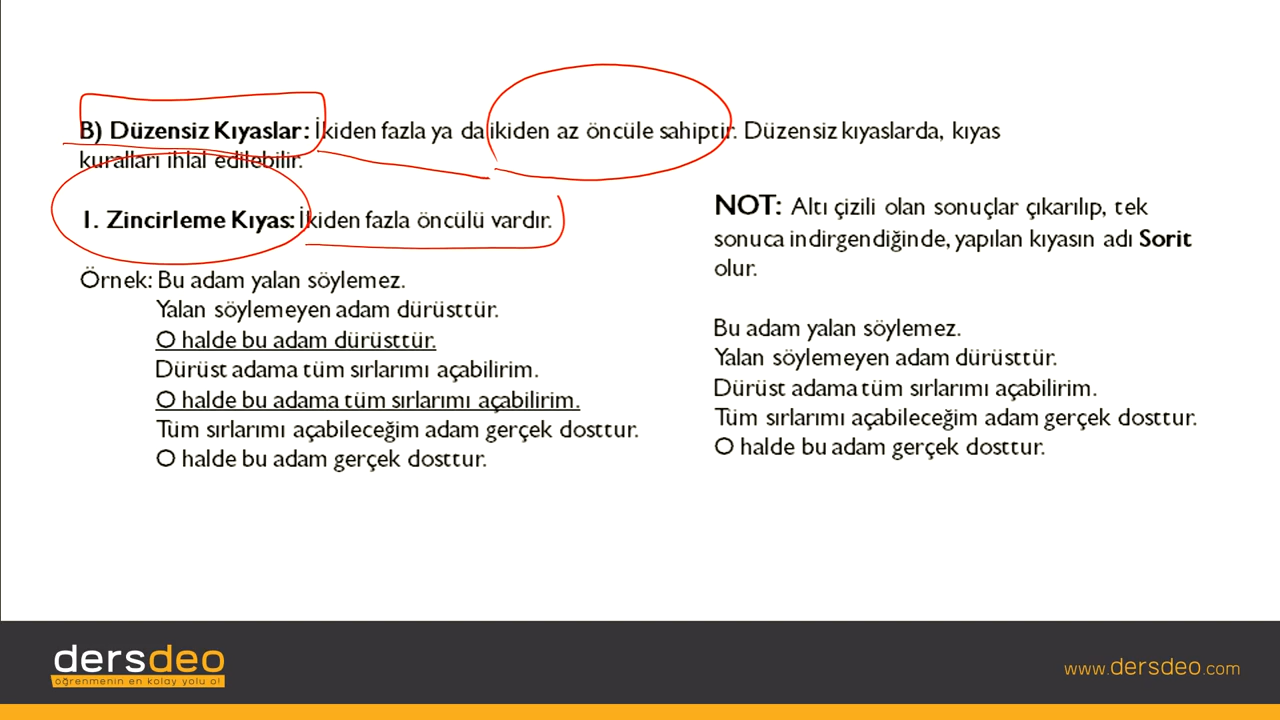 B) Düzensiz Kıyaslar: İkiden fazla ya da ikiden az öncüle sahiptir. Düzensiz kıyaslarda, kıyas
kuralları ihlal edilebilir.
1. Zincirleme Kıyas: İkiden fazla öncülü vardır.
Örnek: Bu adam yalan söylemez.
Yalan söylemeyen adam dürüsttür.
O halde bu adam dürüsttür.
Dürüst adama tüm sırlarımı açabilirim.
O halde bu adama tüm sırlarımı açabilirim.
Tüm sırlarımı açabileceğim adam gerçek dosttur.
O halde bu adam gerçek dosttur.
NOT: Altı çizili olan sonuçlar çıkarılıp, tek
sonuca indirgendiğinde, yapılan kıyasın adı Sorit
olur.
Bu adam yalan söylemez.
Yalan söylemeyen adam dürüsttür.
Dürüst adama tüm sırlarımı açabilirim.
Tüm sırlarımı açabileceğim adam gerçek dosttur.
O halde bu adam gerçek dosttur.
dersdeo
öğrenmenin en kolay yolu o!
www.dersdeo.com